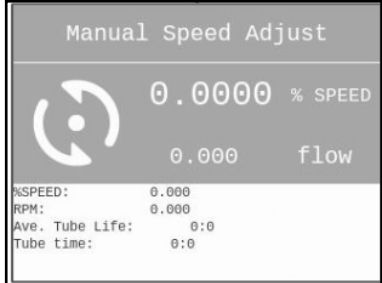 Manual Speed Adjust
0.0000 % SPEED
0.000 flow
%SPEED: 0.000
RPM: 0.000
Ave. Tube Life: 0:0
Tube time: 0:0